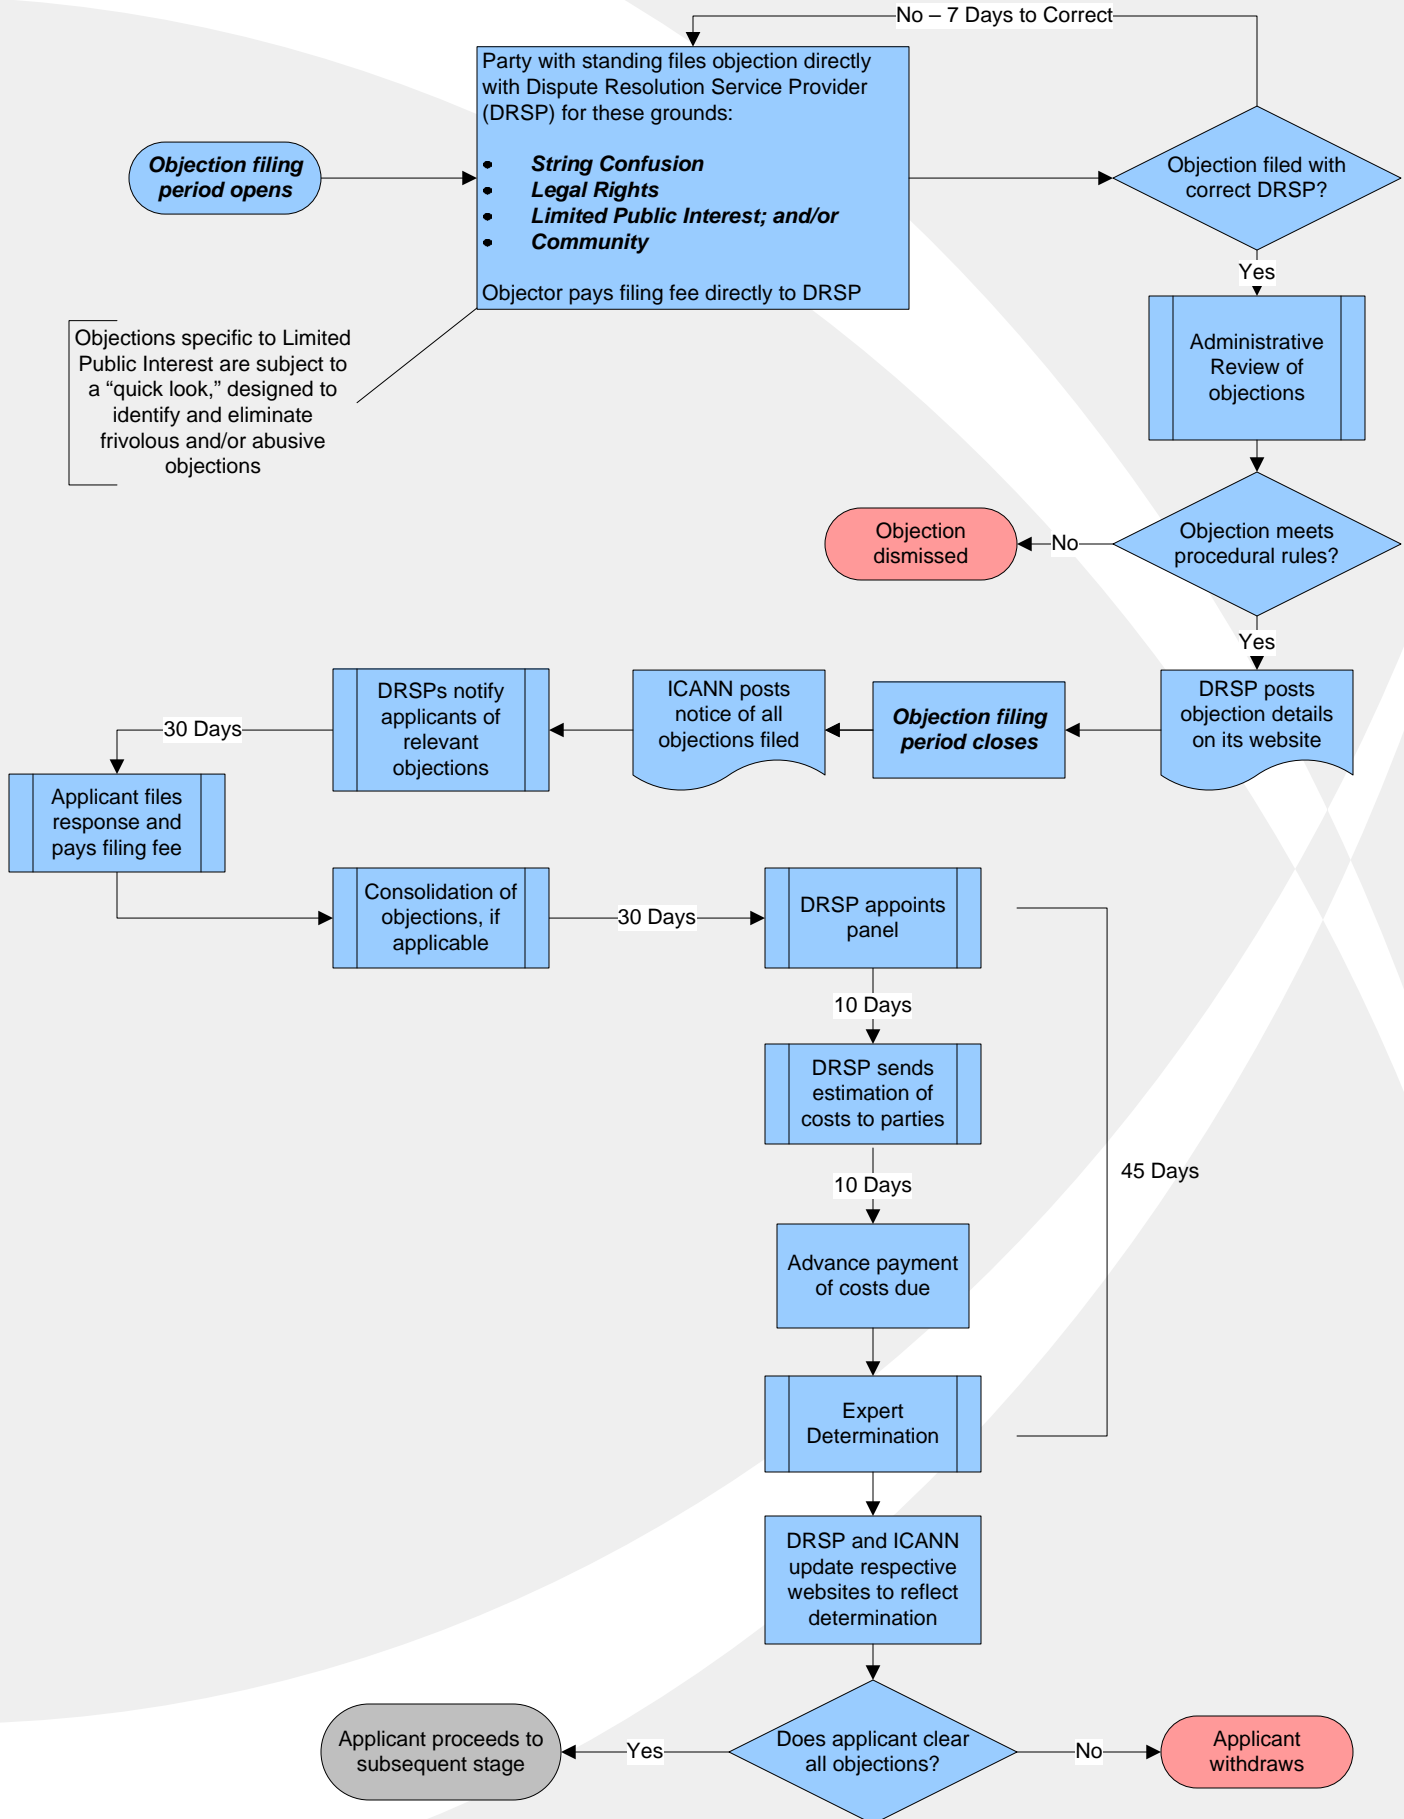 No – 7 Days to Correct
Party with standing files objection directly
with Dispute Resolution Service Provider
(DRSP) for these grounds:
• String Confusion
• Legal Rights
• Limited Public Interest; and/or
• Community
Objector pays filing fee directly to DRSP
Objection filing
period opens
Objection filed with
correct DRSP?
Yes
Objections specific to Limited
Public Interest are subject to
a “quick look,” designed to
identify and eliminate
frivolous and/or abusive
objections
Administrative
Review of
objections
Objection meets
procedural rules?
No
Objection
dismissed
Yes
DRSP posts
objection details
on its website
Objection filing
period closes
ICANN posts
notice of all
objections filed
DRSPs notify
applicants of
relevant
objections
30 Days
Applicant files
response and
pays filing fee
Consolidation of
objections, if
applicable
30 Days
DRSP appoints
panel
10 Days
DRSP sends
estimation of
costs to parties
10 Days
45 Days
Advance payment
of costs due
Expert
Determination
DRSP and ICANN
update respective
websites to reflect
determination
Does applicant clear
all objections?
Yes
Applicant proceeds to
subsequent stage
No
Applicant
withdraws